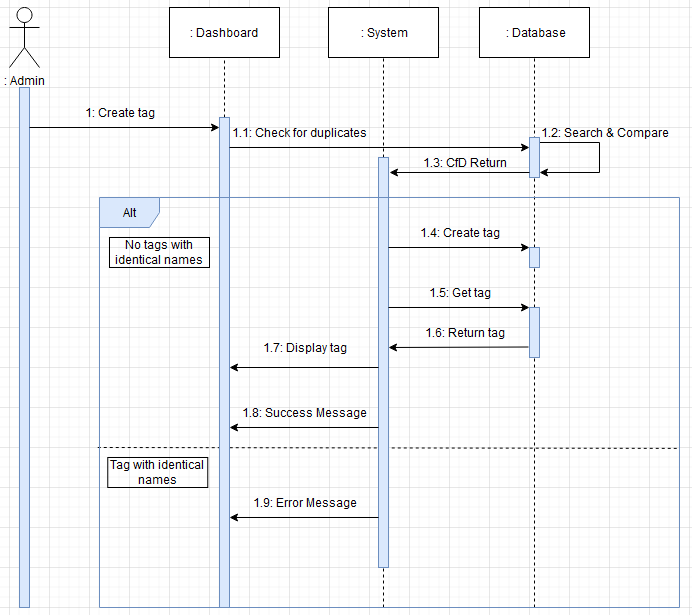 : Dashboard
: System
: Database
: Admin
1: Create tag
1.1: Check for duplicates
1.2: Search & Compare
1.3: CfD Return
Alt
No tags with
identical names
1.4: Create tag
1.5: Get tag
1.6: Return tag
1.7: Display tag
1.8: Success Message
Tag with identical
names
1.9: Error Message